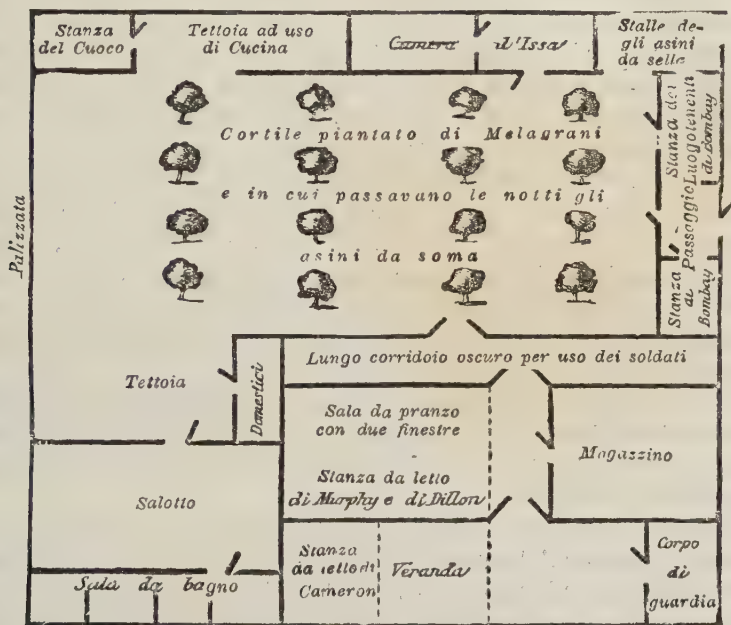 Stanza
del Cuoco
Tettoia ad uso
di Cucina
Camera
d'Issa
Stalle de-
gli asini
da sella
Palizzata
Cortile piantato di Melagrani
e in cui passavano le notti gli
asini da soma
Stanza dei
Luogotenenti
di Bombay
Passaggio
Stanza
di
Bombay
Lungo corridoio oscuro per uso dei soldati
Tettoia
Domestici
Sala da pranzo
con due finestre
Stanza da letto
di Murphy e di Dillon
Magazzino
Salotto
Sala da bagno
Stanza
da letto di
Cameron
Veranda
Corpo
di
guardia